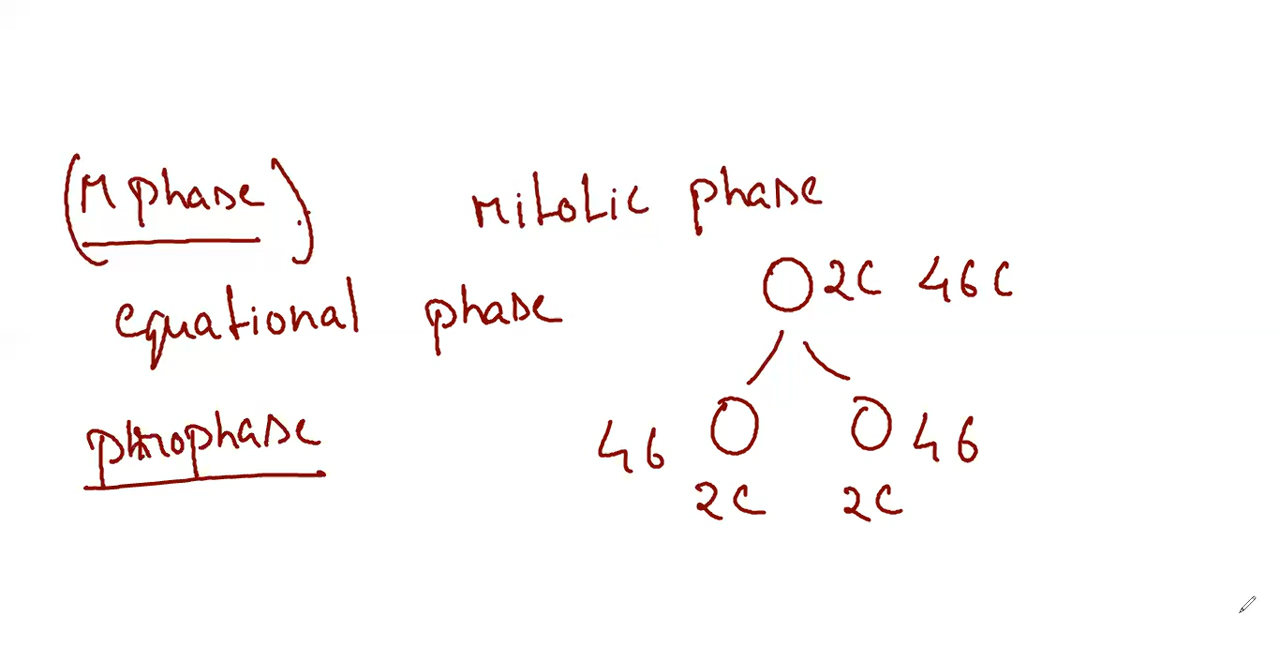 (M phase) mitotic phase
2C 46C
equational phase
prophase
46 46
2C 2C